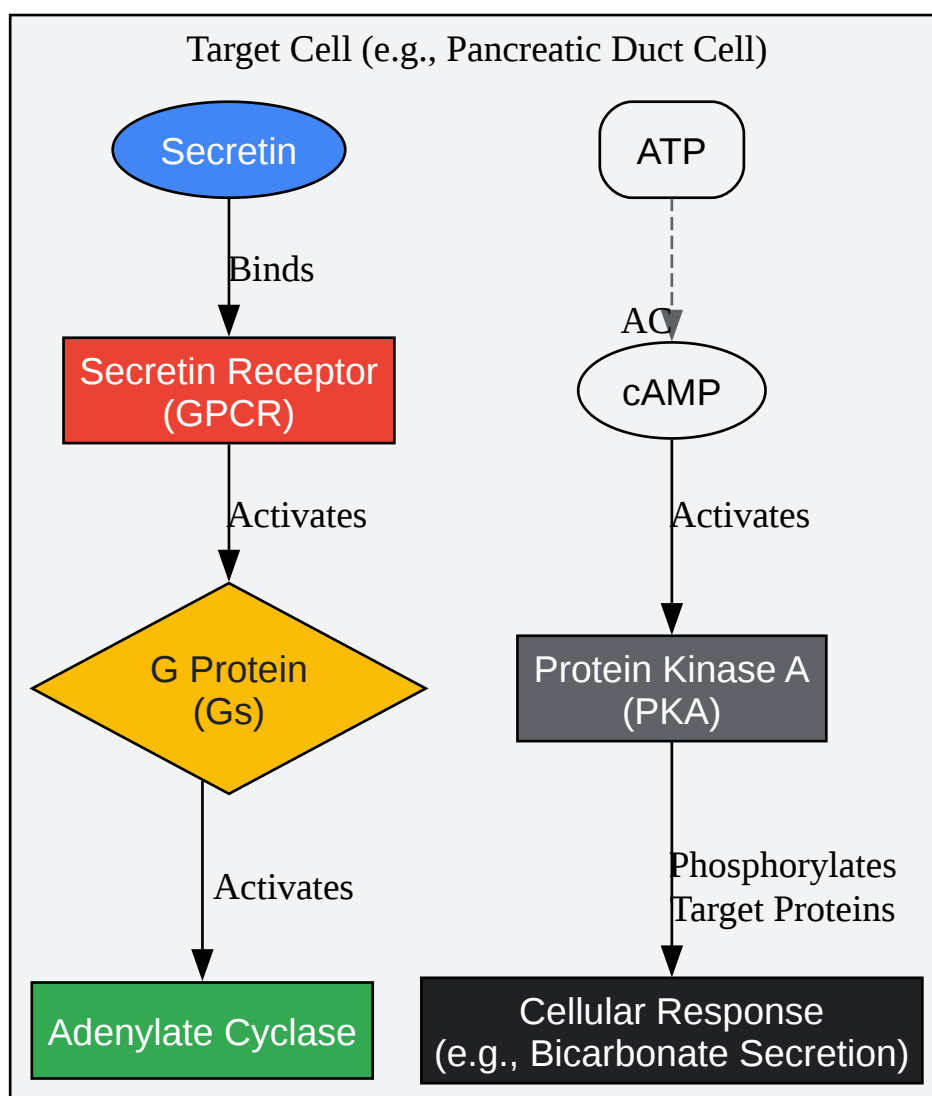 Target Cell (e.g., Pancreatic Duct Cell)
Secretin
Binds
Secretin Receptor
(GPCR)
Activates
G Protein
(Gs)
Activates
Adenylate Cyclase
ATP
AC
cAMP
Activates
Protein Kinase A
(PKA)
Phosphorylates
Target Proteins
Cellular Response
(e.g., Bicarbonate Secretion)